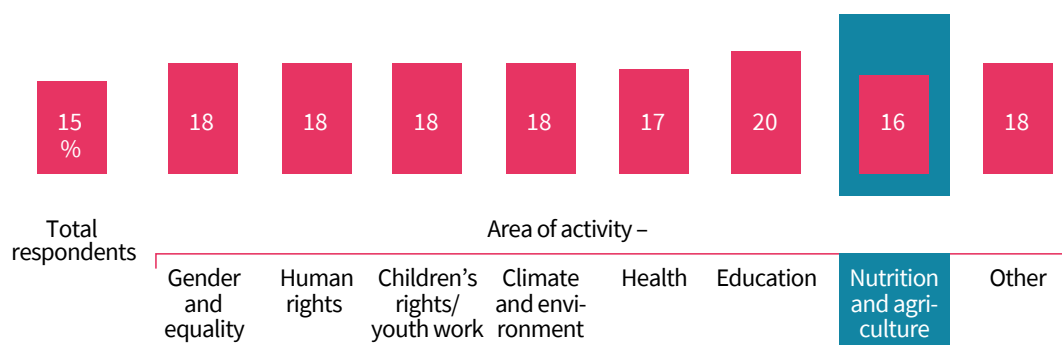 15
%
18
18
18
18
17
20
16
18
Total
respondents
Area of activity –
Gender
and
equality
Human
rights
Children’s
rights/
youth work
Climate
and envi-
ronment
Health
Education
Nutrition
and agri-
culture
Other